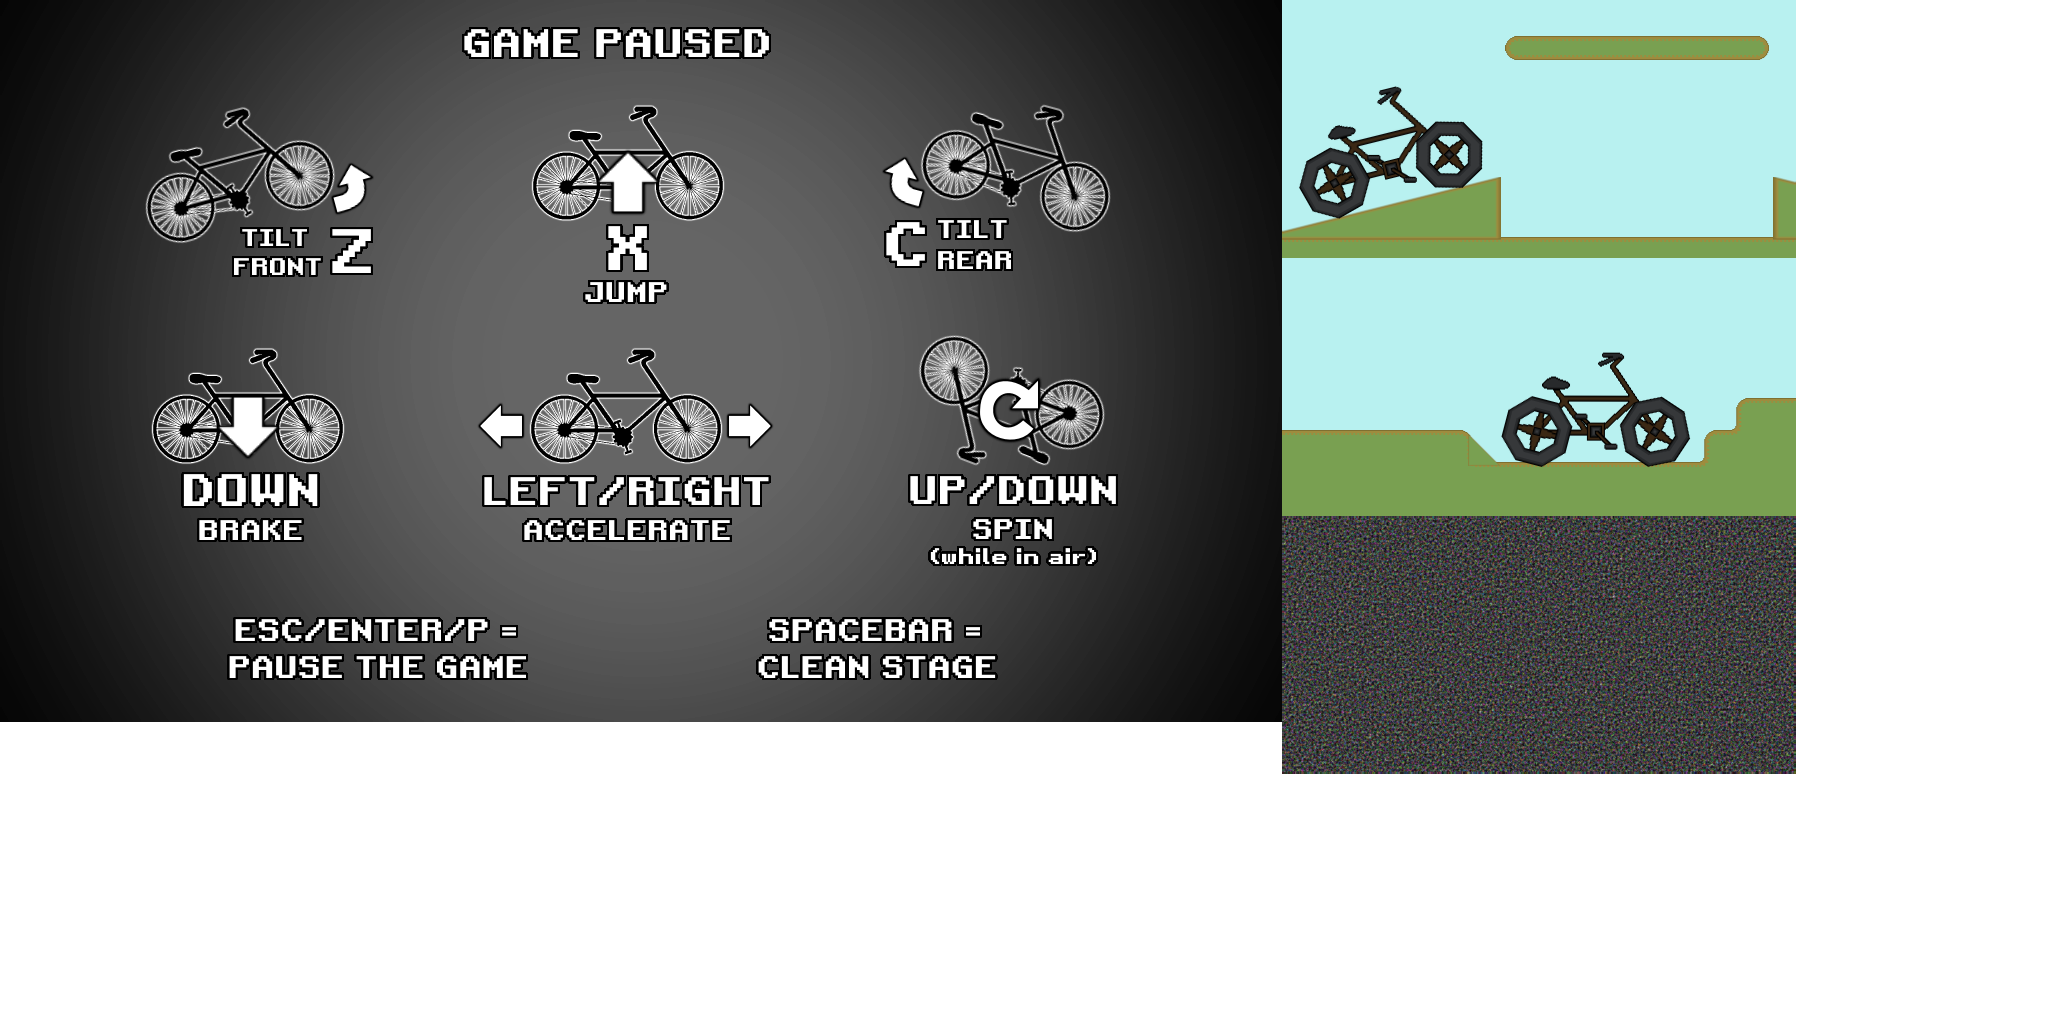 GAME PAUSED
TILT
FRONT Z
X
JUMP
C TILT
REAR
DOWN
BRAKE
LEFT/RIGHT
ACCELERATE
UP/DOWN
SPIN
(while in air)
ESC/ENTER/P =
PAUSE THE GAME
SPACEBAR =
CLEAN STAGE